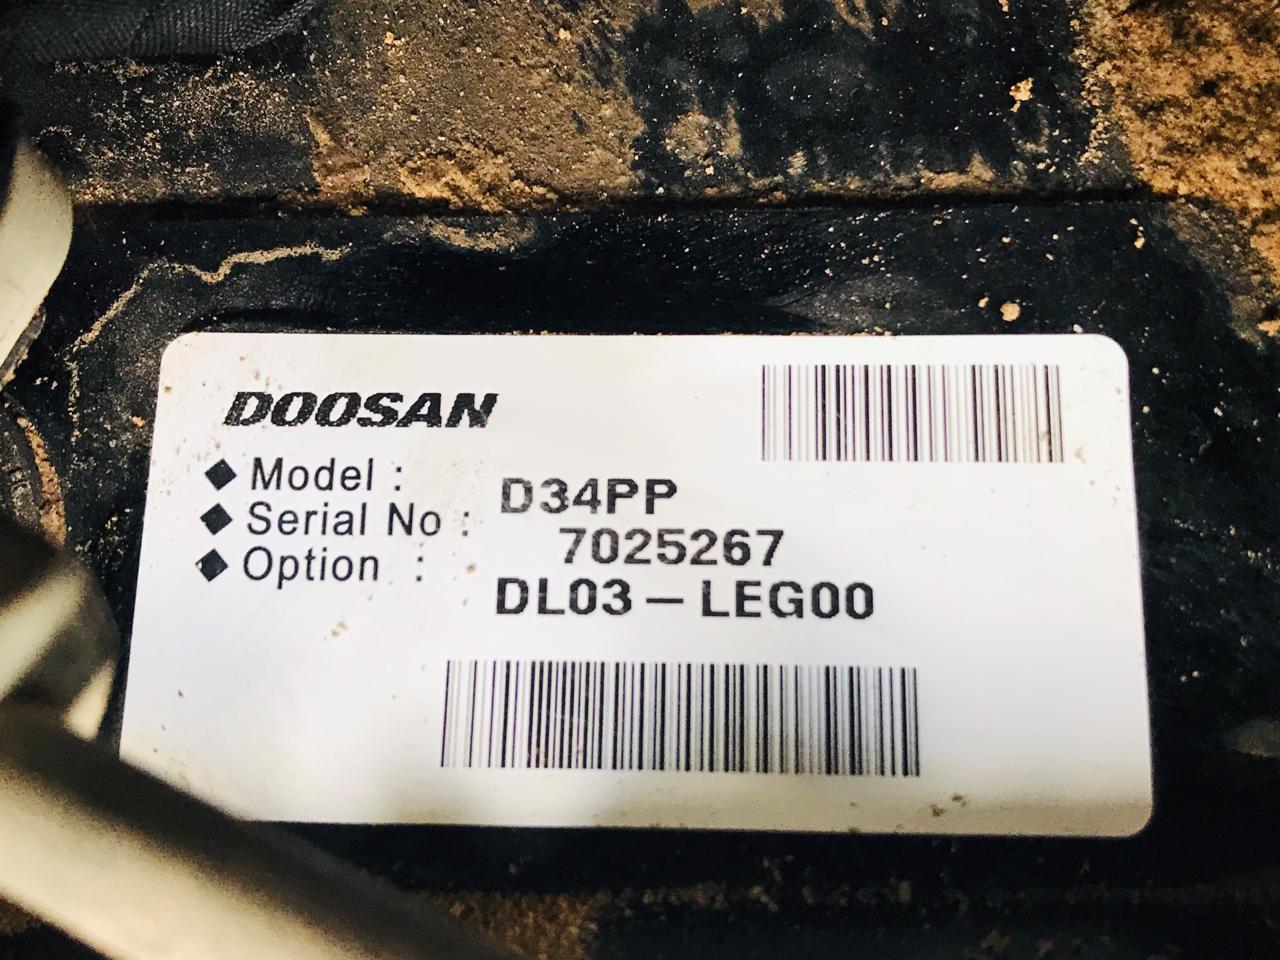 DOOSAN
◆ Model : D34PP
◆ Serial No : 7025267
◆ Option : DL03 – LEG00